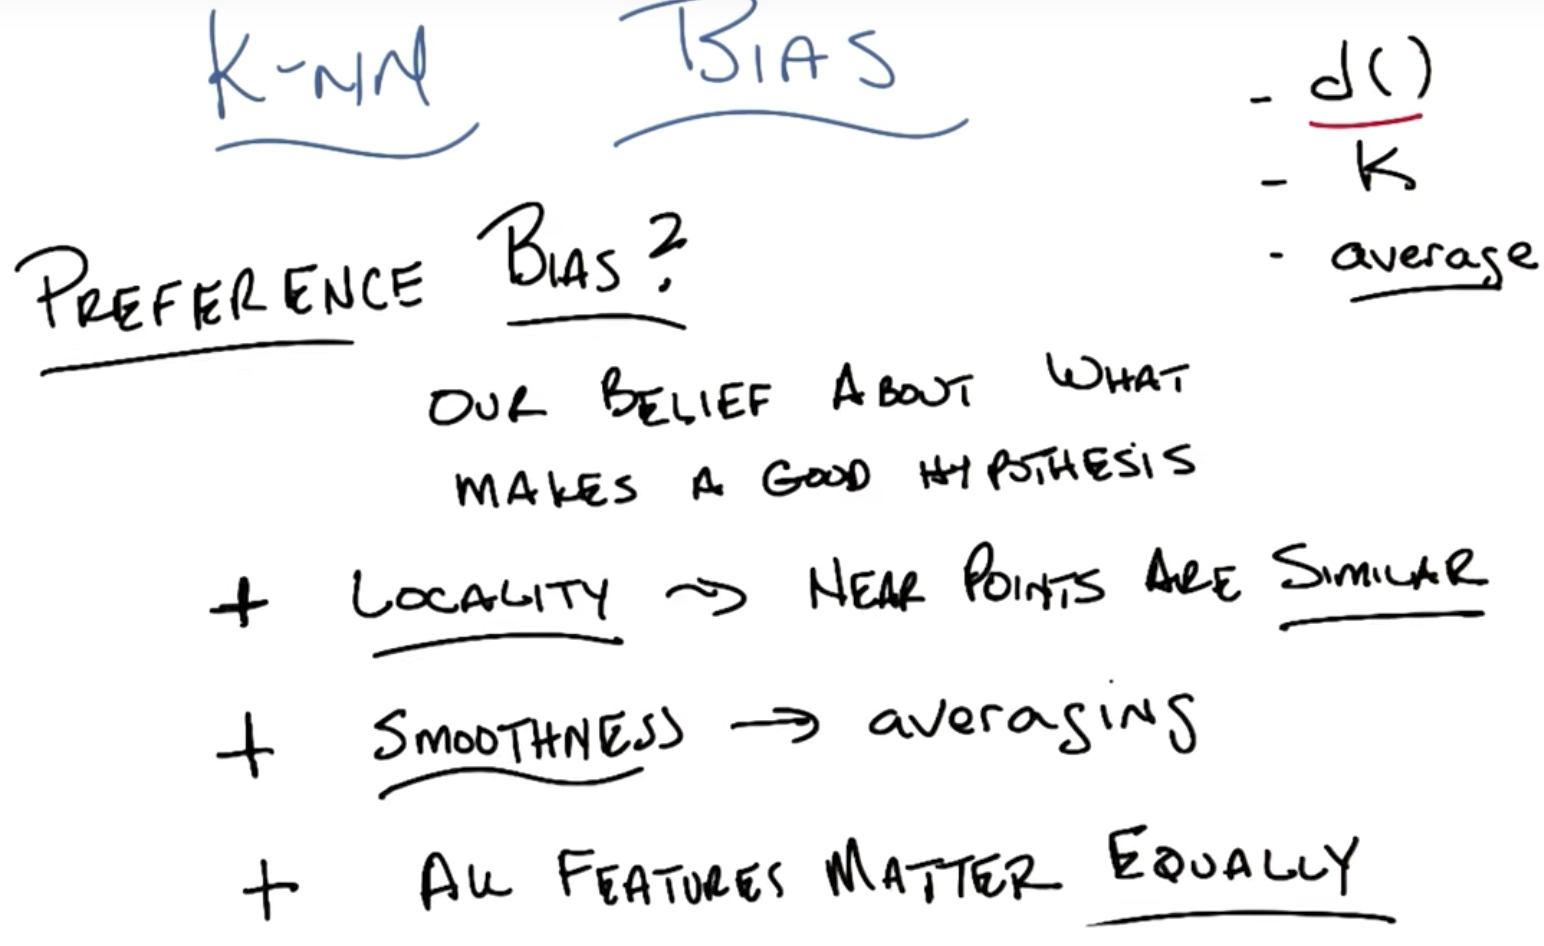 K-NN BIAS
- d()
- K
- average
PREFERENCE BIAS?
OUR BELIEF ABOUT WHAT
MAKES A GOOD HYPOTHESIS
+ LOCALITY → NEAR POINTS ARE SIMILAR
+ SMOOTHNESS → averaging
+ All FEATURES MATTER EQUALLY